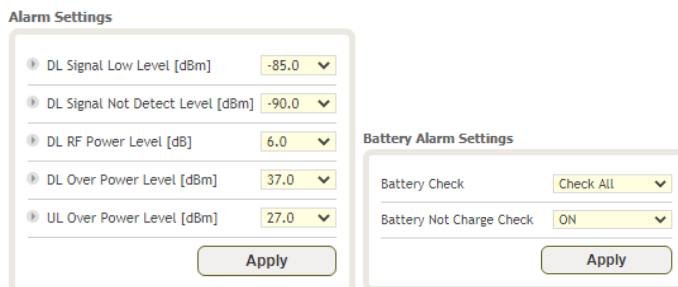 Alarm Settings
DL Signal Low Level [dBm] -85.0
DL Signal Not Detect Level [dBm] -90.0
DL RF Power Level [dB] 6.0
DL Over Power Level [dBm] 37.0
UL Over Power Level [dBm] 27.0
Apply
Battery Alarm Settings
Battery Check Check All
Battery Not Charge Check ON
Apply